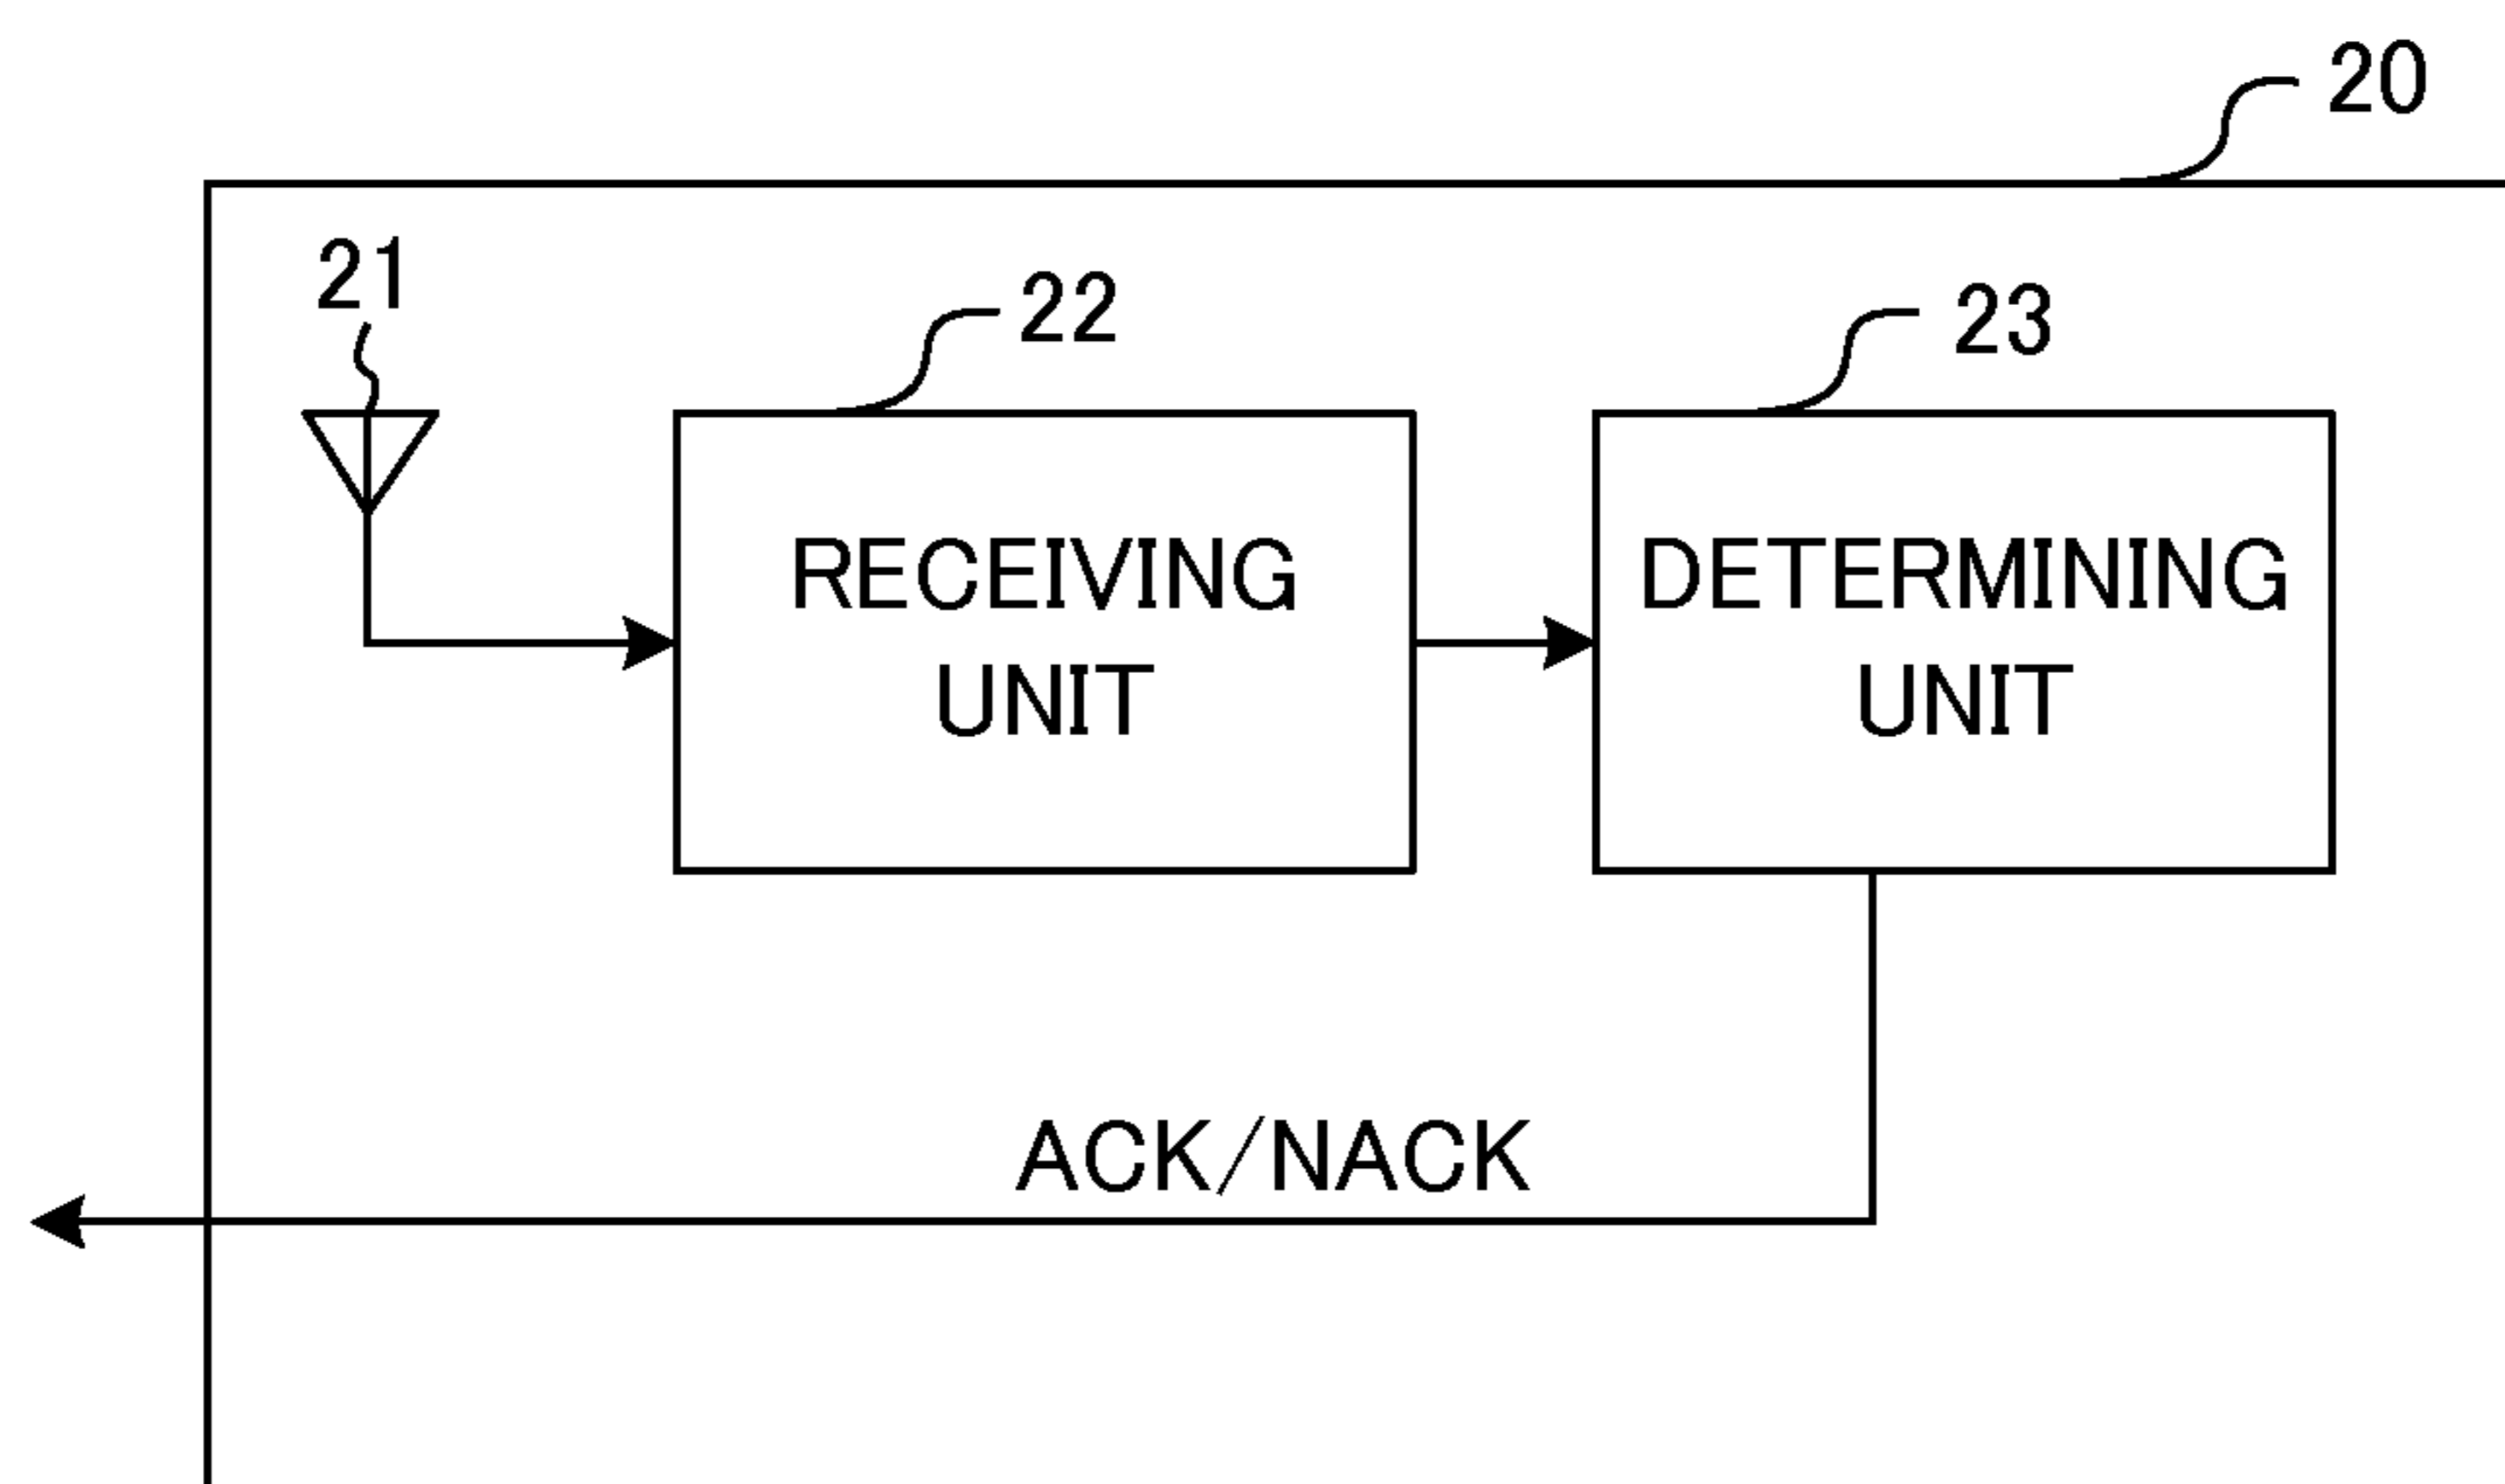 20
21
22
23
RECEIVING
UNIT
DETERMINING
UNIT
ACK/NACK